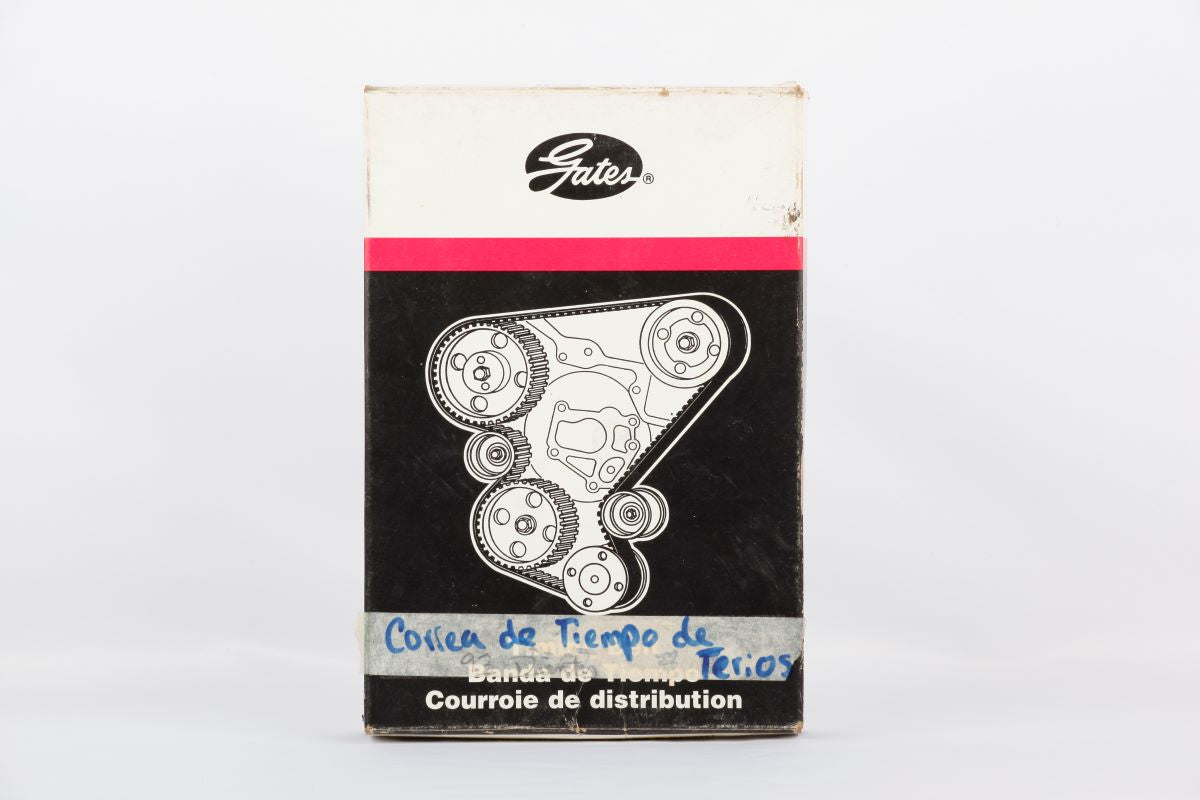 Gates®
Correa de Tiempo de
Terios
Banda de Tiempo
Courroie de distribution